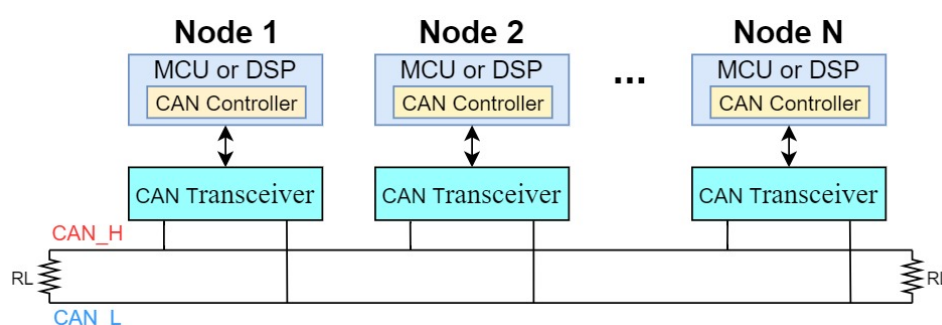 Node 1 Node 2 Node N
MCU or DSP MCU or DSP ... MCU or DSP
CAN Controller CAN Controller CAN Controller
CAN Transceiver CAN Transceiver CAN Transceiver
CAN_H
RL RL
CAN_L